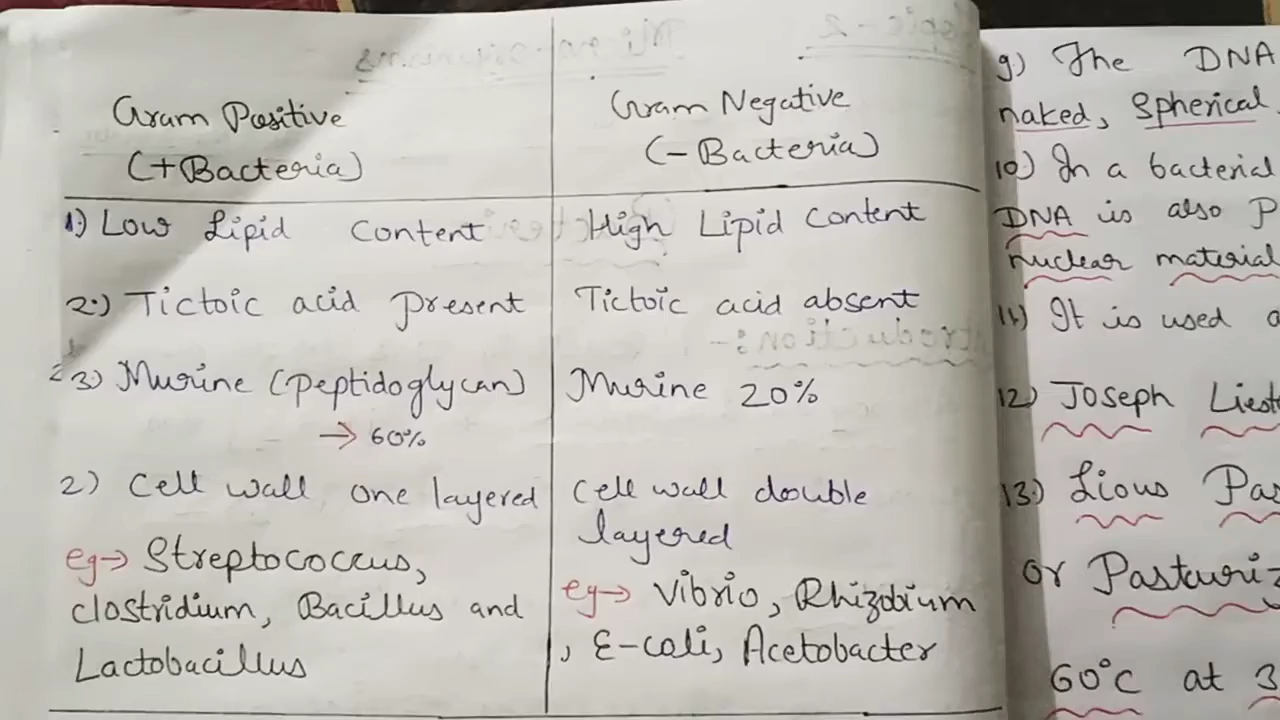 Gram Positive
(+Bacteria)
1.) Low Lipid content
2.) Tictoic acid present
3) Murine (peptidoglycan)
→ 60%
2) Cell wall one layered
eg→ Streptococcus,
clostridium, Bacillus and
Lactobacillus
Gram Negative
(-Bacteria)
High Lipid content
Tictoic acid absent
Murine 20%
Cell wall double
layered
eg→ Vibrio, Rhizobium
, E-coli, Acetobacter
9.) The DNA
naked, Spherical
10.) In a bacterial
DNA is also
nuclear material
11.) It is used
12.) Joseph
13.) Lious
or
60°C at 3